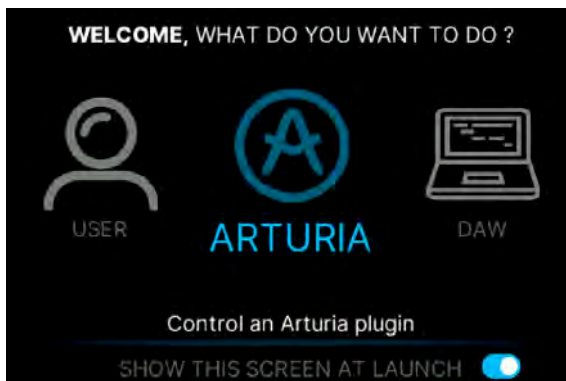 WELCOME, WHAT DO YOU WANT TO DO ?
USER
ARTURIA
DAW
Control an Arturia plugin
SHOW THIS SCREEN AT LAUNCH